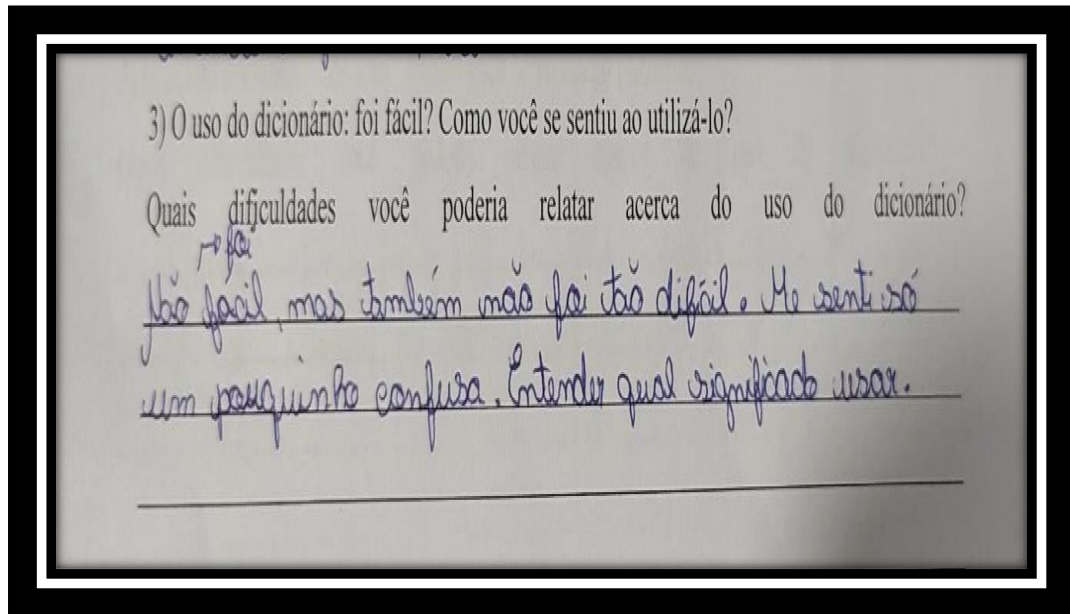 3) O uso do dicionário: foi fácil? Como você se sentiu ao utilizá-lo?
Quais dificuldades você poderia relatar acerca do uso do dicionário?
foi
Não fácil, mas também não foi tão difícil. Me senti só
um pouquinho confusa. Entender qual significado usar.